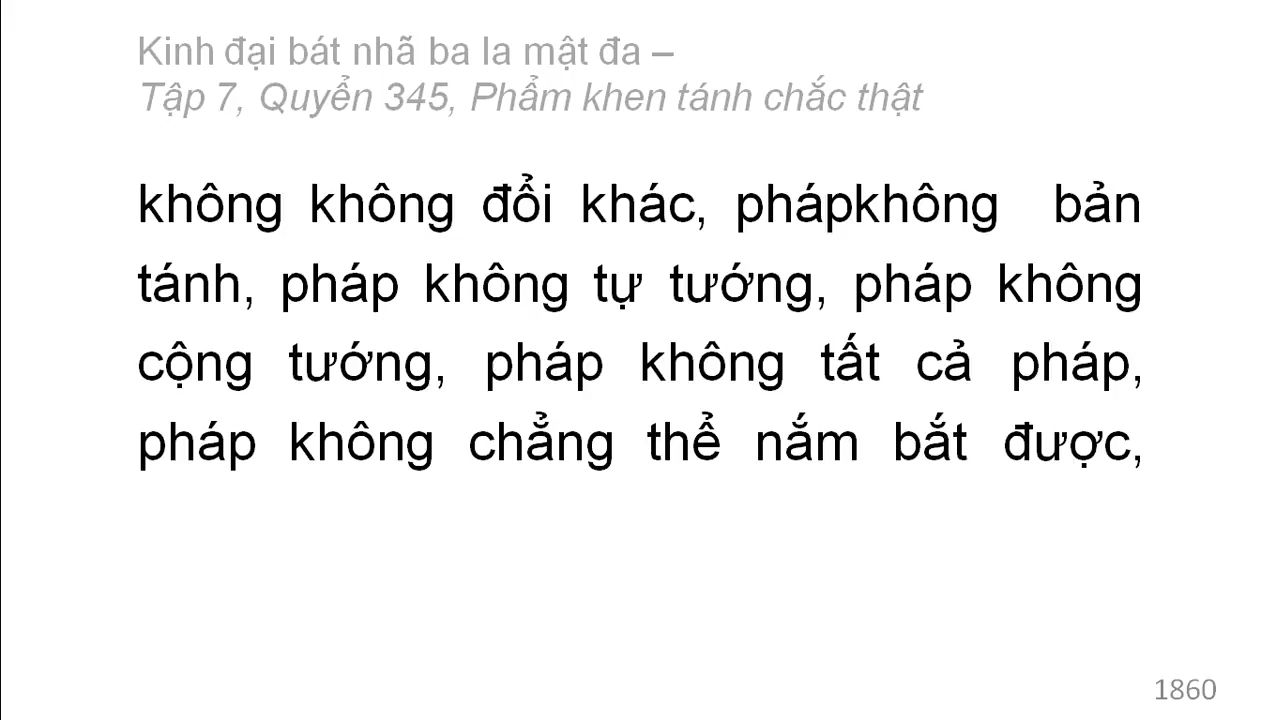 Kinh đại bát nhã ba la mật đa –
Tập 7, Quyển 345, Phẩm khen tánh chắc thật
không không đổi khác, phápkhông bản
tánh, pháp không tự tướng, pháp không
cộng tướng, pháp không tất cả pháp,
pháp không chẳng thể nắm bắt được,
1860